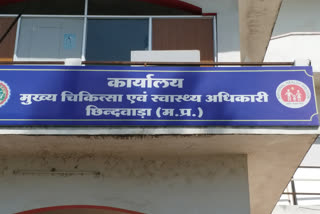 कार्यालय
मुख्य चिकित्सा एवं स्वास्थ्य अधिकारी
छिन्दवाड़ा (म.प्र.)